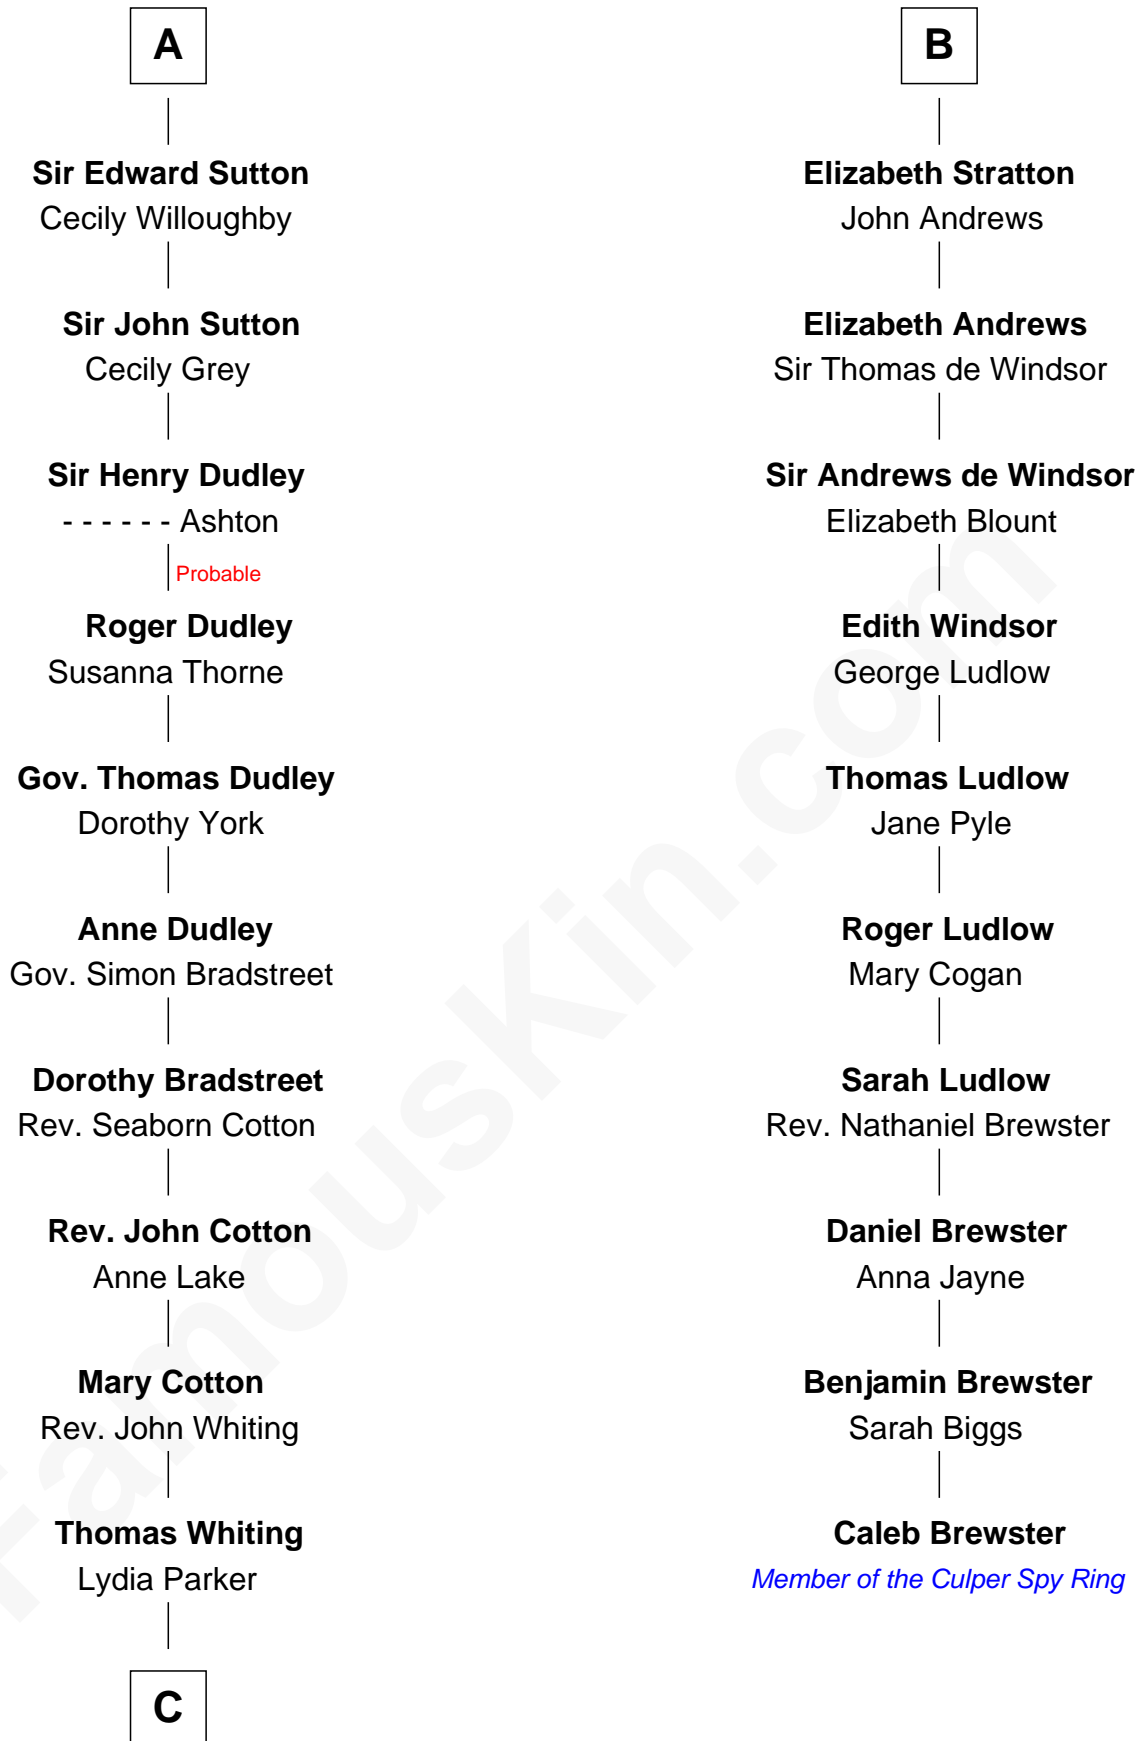 A
Sir Edward Sutton
Cecily Willoughby
Sir John Sutton
Cecily Grey
Sir Henry Dudley
- - - - - - Ashton
Probable
Roger Dudley
Susanna Thorne
Gov. Thomas Dudley
Dorothy York
Anne Dudley
Gov. Simon Bradstreet
Dorothy Bradstreet
Rev. Seaborn Cotton
Rev. John Cotton
Anne Lake
Mary Cotton
Rev. John Whiting
Thomas Whiting
Lydia Parker
C
B
Elizabeth Stratton
John Andrews
Elizabeth Andrews
Sir Thomas de Windsor
Sir Andrews de Windsor
Elizabeth Blount
Edith Windsor
George Ludlow
Thomas Ludlow
Jane Pyle
Roger Ludlow
Mary Cogan
Sarah Ludlow
Rev. Nathaniel Brewster
Daniel Brewster
Anna Jayne
Benjamin Brewster
Sarah Biggs
Caleb Brewster
Member of the Culper Spy Ring
FamousKin.com